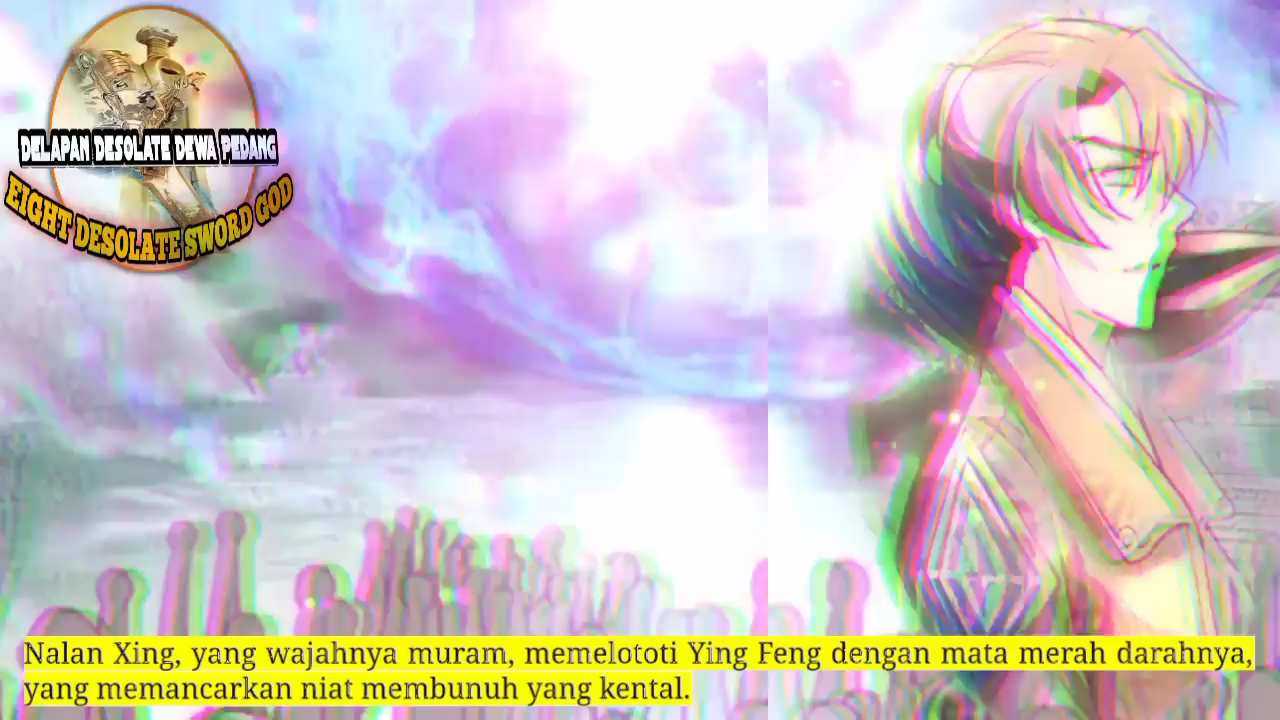 DELAPAN DESOLATE DEWA PEDANG
EIGHT DESOLATE SWORD GOD
Nalan Xing, yang wajahnya muram, memelototi Ying Feng dengan mata merah darahnya,
yang memancarkan niat membunuh yang kental.